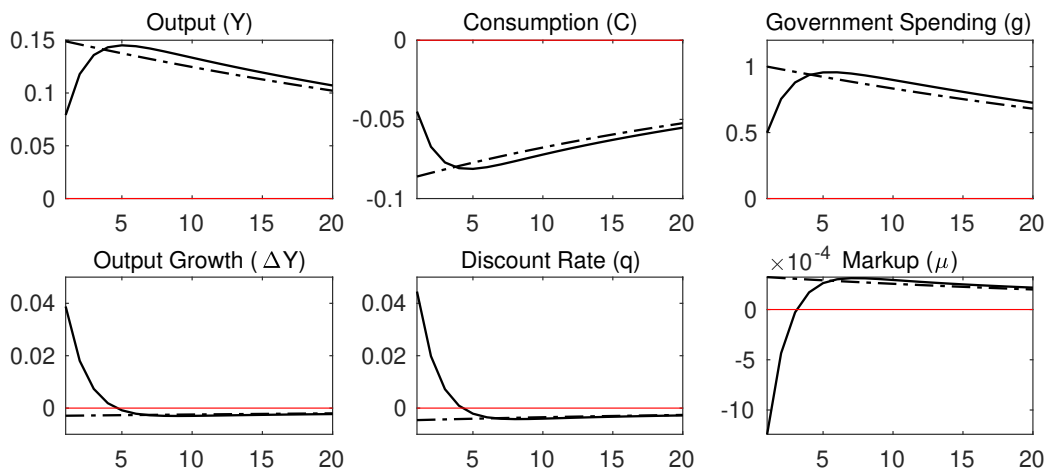 Output (Y)
0.15
0.1
0.05
0
5 10 15 20
Consumption (C)
0
-0.05
-0.1
5 10 15 20
Government Spending (g)
1
0.5
0
5 10 15 20
Output Growth (ΔY)
0.04
0.02
0
5 10 15 20
Discount Rate (q)
0.04
0.02
0
5 10 15 20
×10⁻⁴ Markup (μ)
0
-5
-10
5 10 15 20